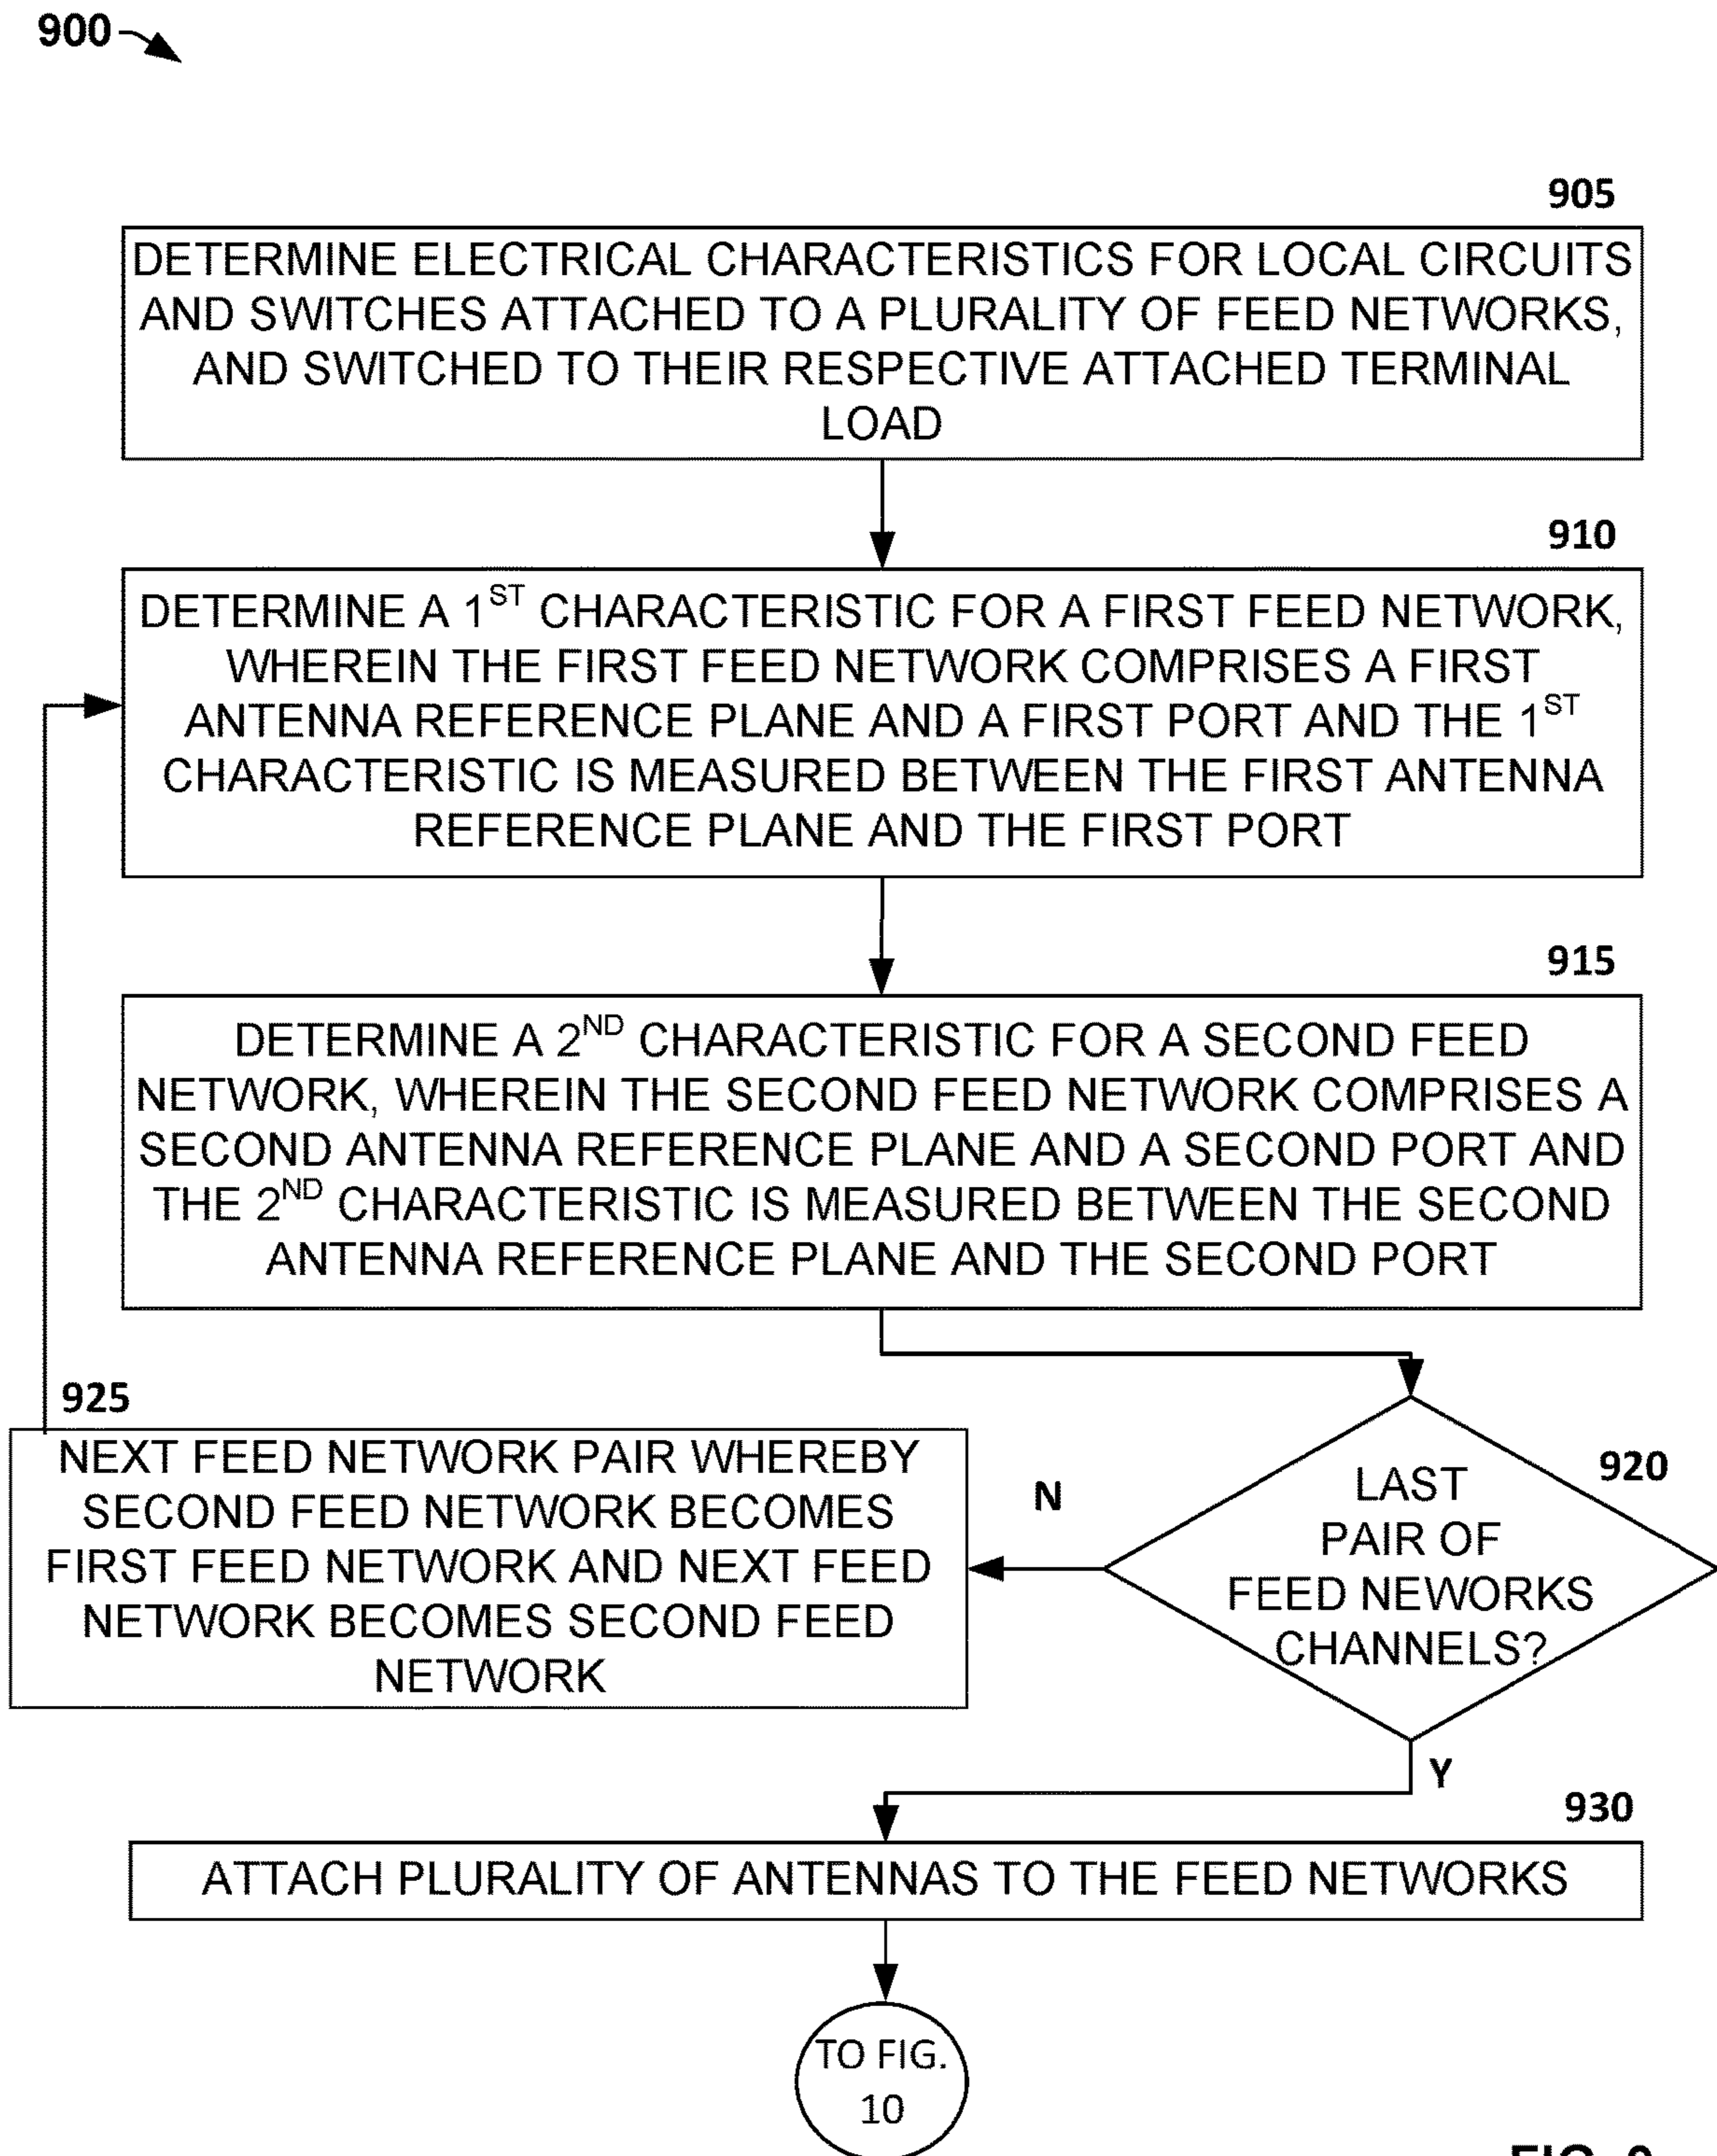 900
905
DETERMINE ELECTRICAL CHARACTERISTICS FOR LOCAL CIRCUITS
AND SWITCHES ATTACHED TO A PLURALITY OF FEED NETWORKS,
AND SWITCHED TO THEIR RESPECTIVE ATTACHED TERMINAL
LOAD
910
DETERMINE A 1ST CHARACTERISTIC FOR A FIRST FEED NETWORK,
WHEREIN THE FIRST FEED NETWORK COMPRISES A FIRST
ANTENNA REFERENCE PLANE AND A FIRST PORT AND THE 1ST
CHARACTERISTIC IS MEASURED BETWEEN THE FIRST ANTENNA
REFERENCE PLANE AND THE FIRST PORT
915
DETERMINE A 2ND CHARACTERISTIC FOR A SECOND FEED
NETWORK, WHEREIN THE SECOND FEED NETWORK COMPRISES A
SECOND ANTENNA REFERENCE PLANE AND A SECOND PORT AND
THE 2ND CHARACTERISTIC IS MEASURED BETWEEN THE SECOND
ANTENNA REFERENCE PLANE AND THE SECOND PORT
925
NEXT FEED NETWORK PAIR WHEREBY
SECOND FEED NETWORK BECOMES
FIRST FEED NETWORK AND NEXT FEED
NETWORK BECOMES SECOND FEED
NETWORK
N
920
LAST
PAIR OF
FEED NEWORKS
CHANNELS?
Y
930
ATTACH PLURALITY OF ANTENNAS TO THE FEED NETWORKS
TO FIG.
10
FIG. 9